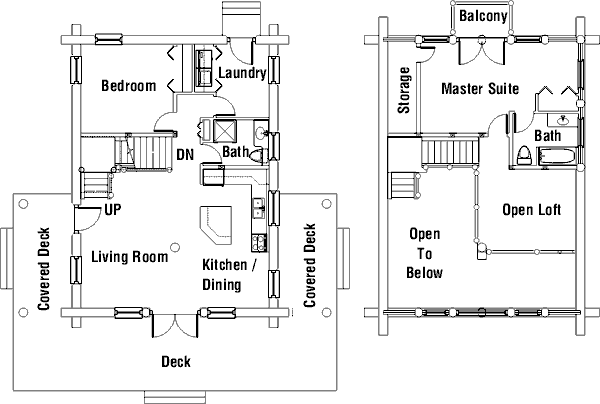 Bedroom
Laundry
Bath
DN
UP
Living Room
Kitchen /
Dining
Covered Deck
Covered Deck
Deck
Balcony
Storage
Master Suite
Bath
Open Loft
Open
To
Below